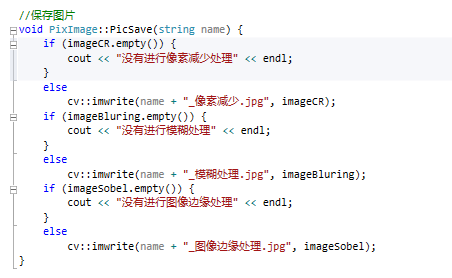 //保存图片
void PixImage::PicSave(string name) {
if (imageCR.empty()) {
cout << "没有进行像素减少处理" << endl;
}
else
cv::imwrite(name + "_像素减少.jpg", imageCR);
if (imageBluring.empty()) {
cout << "没有进行模糊处理" << endl;
}
else
cv::imwrite(name + "_模糊处理.jpg", imageBluring);
if (imageSobel.empty()) {
cout << "没有进行图像边缘处理" << endl;
}
else
cv::imwrite(name + "_图像边缘处理.jpg", imageSobel);
}